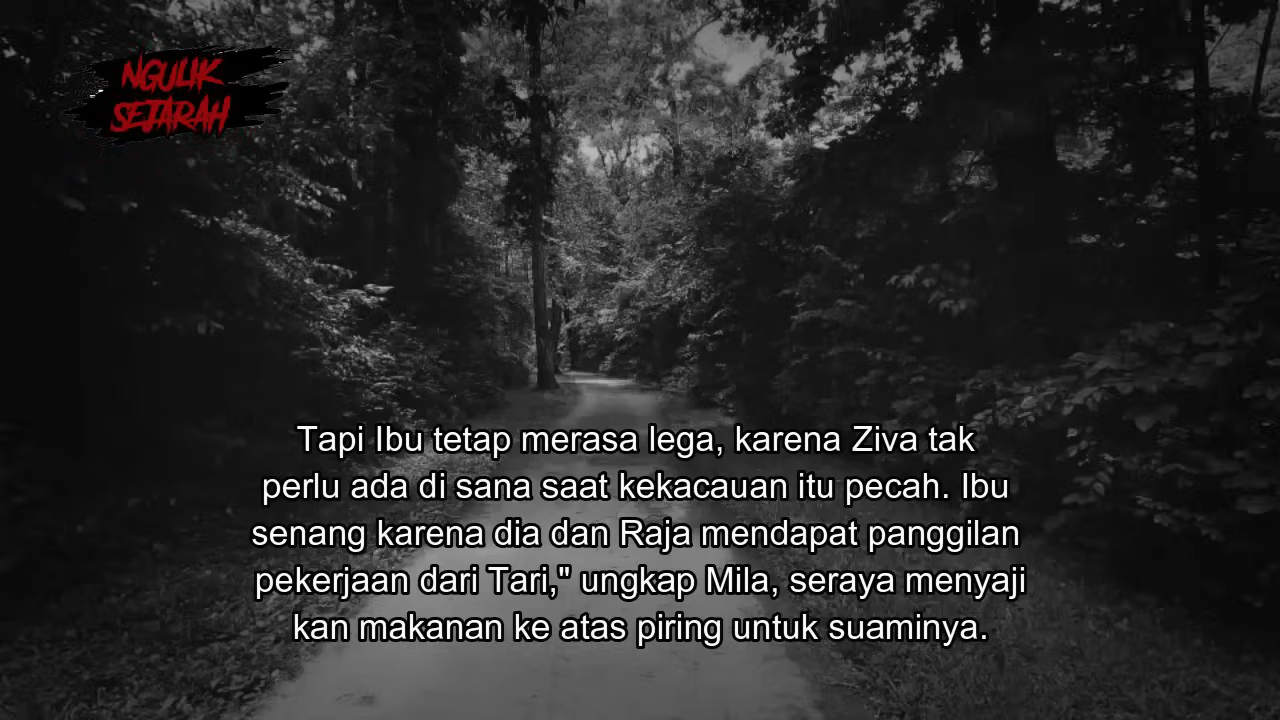 NGULIK
SEJARAH
Tapi Ibu tetap merasa lega, karena Ziva tak
perlu ada di sana saat kekacauan itu pecah. Ibu
senang karena dia dan Raja mendapat panggilan
pekerjaan dari Tari," ungkap Mila, seraya menyaji
kan makanan ke atas piring untuk suaminya.